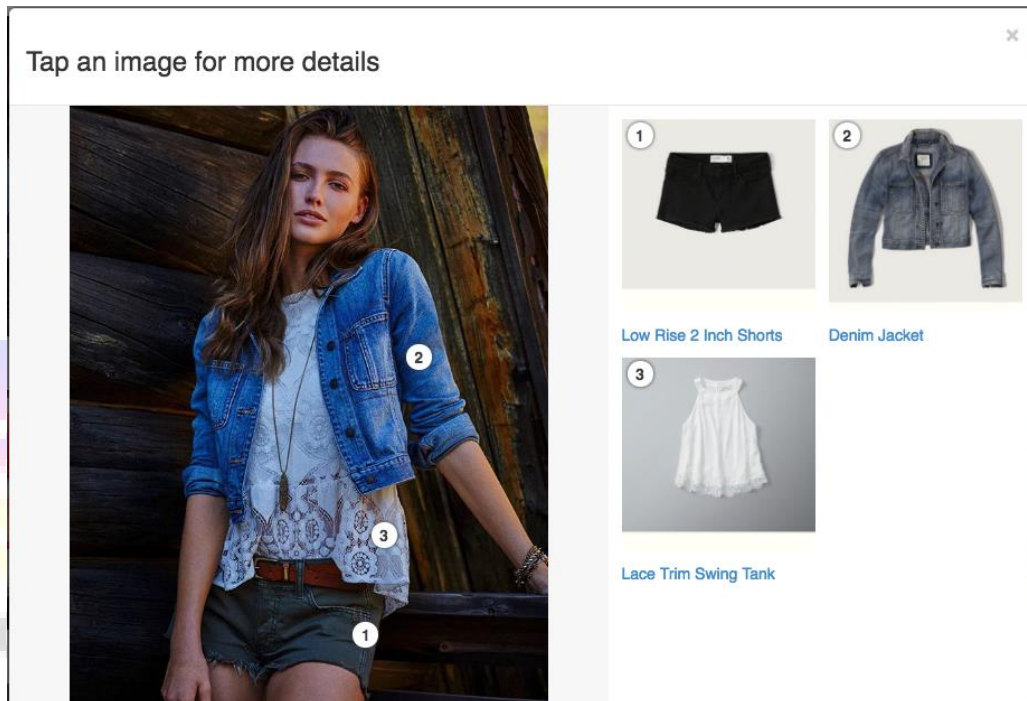 Tap an image for more details
×
2
3
1
1
2
Low Rise 2 Inch Shorts
Denim Jacket
3
Lace Trim Swing Tank